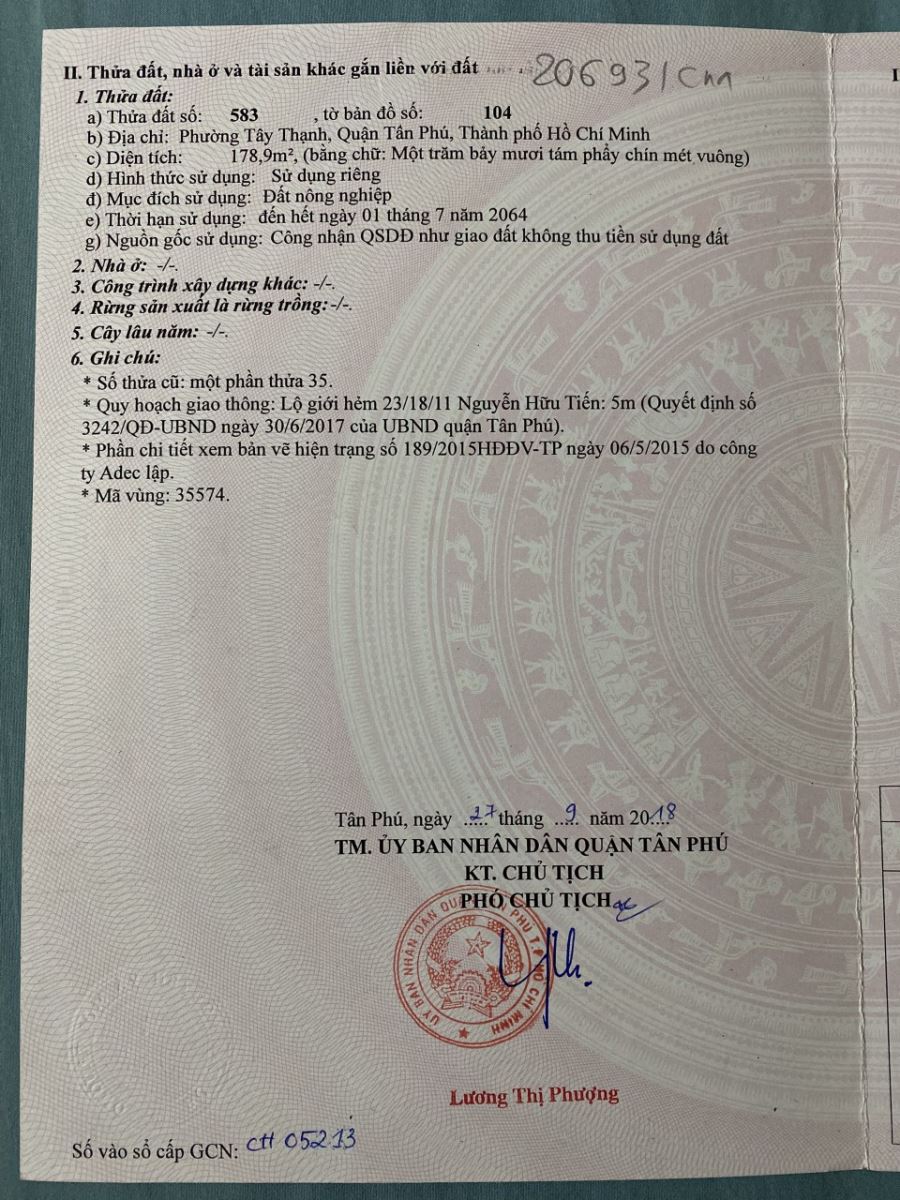 II. Thửa đất, nhà ở và tài sản khác gắn liền với đất 206931/cnn
1. Thửa đất:
a) Thửa đất số: 583 , tờ bản đồ số: 104
b) Địa chỉ: Phường Tây Thạnh, Quận Tân Phú, Thành phố Hồ Chí Minh
c) Diện tích: 178,9m², (bằng chữ: Một trăm bảy mươi tám phẩy chín mét vuông)
d) Hình thức sử dụng: Sử dụng riêng
đ) Mục đích sử dụng: Đất nông nghiệp
e) Thời hạn sử dụng: đến hết ngày 01 tháng 7 năm 2064
g) Nguồn gốc sử dụng: Công nhận QSDĐ như giao đất không thu tiền sử dụng đất
2. Nhà ở: -/-.
3. Công trình xây dựng khác: -/-.
4. Rừng sản xuất là rừng trồng:-/-.
5. Cây lâu năm: -/-.
6. Ghi chú:
* Số thửa cũ: một phần thửa 35.
* Quy hoạch giao thông: Lộ giới hẻm 23/18/11 Nguyễn Hữu Tiến: 5m (Quyết định số
3242/QĐ-UBND ngày 30/6/2017 của UBND quận Tân Phú).
* Phần chi tiết xem bản vẽ hiện trạng số 189/2015HĐĐV-TP ngày 06/5/2015 do công
ty Adec lập.
* Mã vùng: 35574.
Tân Phú, ngày 27 tháng 9 năm 2018
TM. ỦY BAN NHÂN DÂN QUẬN TÂN PHÚ
KT. CHỦ TỊCH
PHÓ CHỦ TỊCH
ỦY BAN NHÂN DÂN QUẬN TÂN PHÚ T.P HỒ CHÍ MINH
Lương Thị Phượng
Số vào sổ cấp GCN: CH 05213